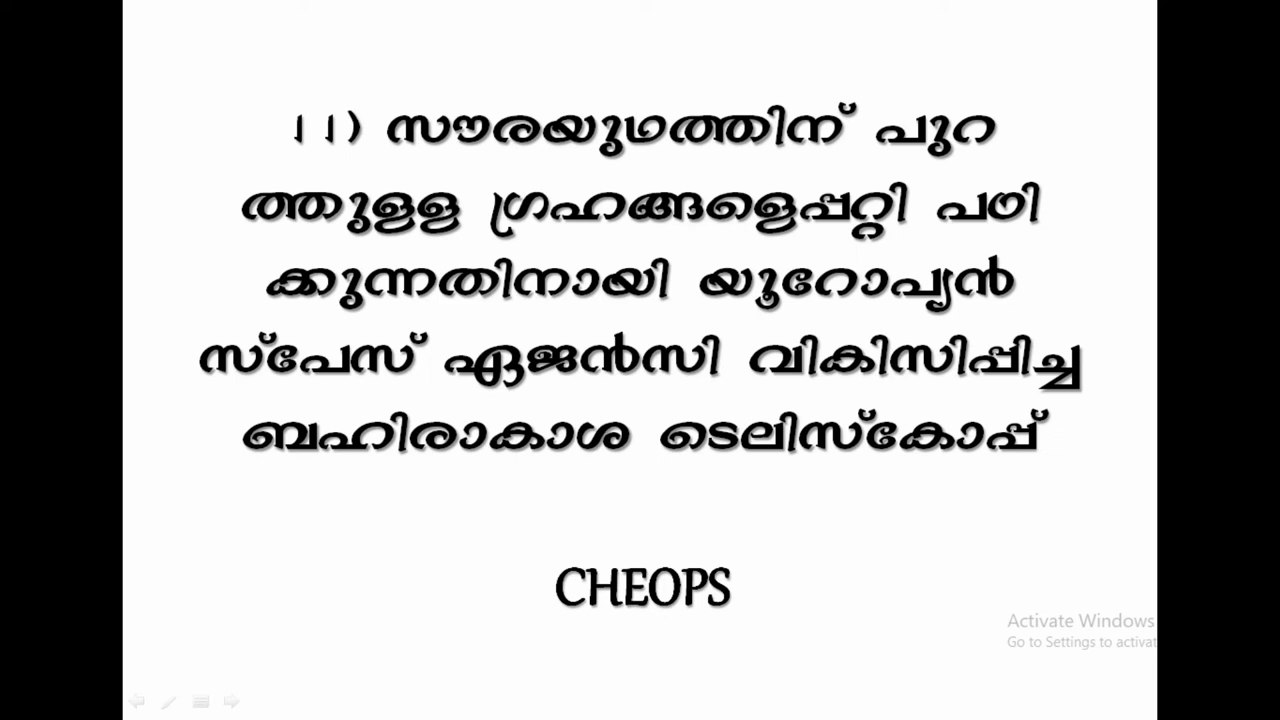 11) സൗരയുഥത്തിന് പുറ
ത്തുളള ഗ്രഹങ്ങളെപ്പറ്റി പഠി
ക്കുന്നതിനായി യൂറോപ്യൻ
സ്പേസ് ഏജൻസി വികിസിപ്പിച്ച
ബഹിരാകാശ ടെലിസ്കോപ്പ്
CHEOPS
Activate Windows
Go to Settings to activat